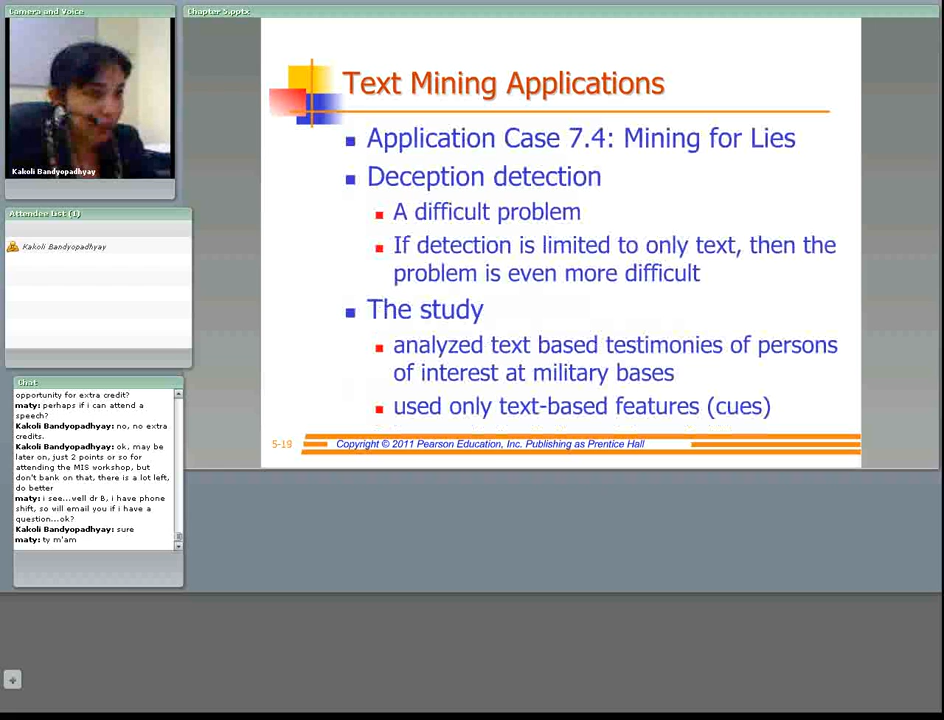 Camera and Voice
Kakoli Bandyopadhyay
Attendee List (1)
Kakoli Bandyopadhyay
Chat
opportunity for extra credit?
maty: perhaps if i can attend a
speech?
Kakoli Bandyopadhyay: no, no extra
credits.
Kakoli Bandyopadhyay: ok, may be
later on, just 2 points or so for
attending the MIS workshop, but
don't bank on that, there is a lot left,
do better
maty: i see...well dr B, i have phone
shift, so will email you if i have a
question...ok?
Kakoli Bandyopadhyay: sure
maty: ty m'am
Chapter 5.pptx
Text Mining Applications
Application Case 7.4: Mining for Lies
Deception detection
A difficult problem
If detection is limited to only text, then the
problem is even more difficult
The study
analyzed text based testimonies of persons
of interest at military bases
used only text-based features (cues)
5-19
Copyright © 2011 Pearson Education, Inc. Publishing as Prentice Hall